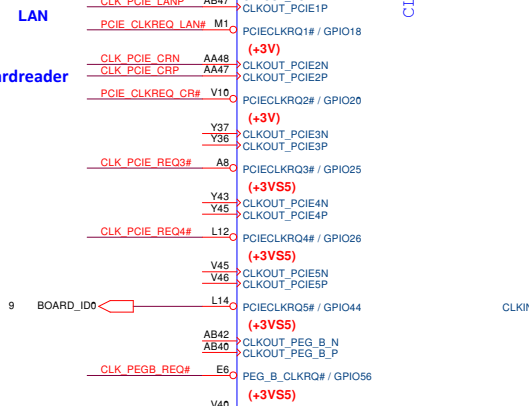 CLK_PCIE_LANP AB47 CLKOUT_PCIE1P
LAN
PCIE_CLKREQ_LAN# M1 PCIECLKRQ1# / GPIO18
(+3V)
CLK_PCIE_CRN AA48 CLKOUT_PCIE2N
ardreader CLK_PCIE_CRP AA47 CLKOUT_PCIE2P
PCIE_CLKREQ_CR# V10 PCIECLKRQ2# / GPIO20
(+3V)
Y37 CLKOUT_PCIE3N
Y36 CLKOUT_PCIE3P
CLK_PCIE_REQ3# A8 PCIECLKRQ3# / GPIO25
(+3VS5)
Y43 CLKOUT_PCIE4N
Y45 CLKOUT_PCIE4P
CLK_PCIE_REQ4# L12 PCIECLKRQ4# / GPIO26
(+3VS5)
V45 CLKOUT_PCIE5N
V46 CLKOUT_PCIE5P
9 BOARD_ID0 L14 PCIECLKRQ5# / GPIO44 CLKIN
(+3VS5)
AB42 CLKOUT_PEG_B_N
AB40 CLKOUT_PEG_B_P
CLK_PEGB_REQ# E6 PEG_B_CLKRQ# / GPIO56
(+3VS5)
V40